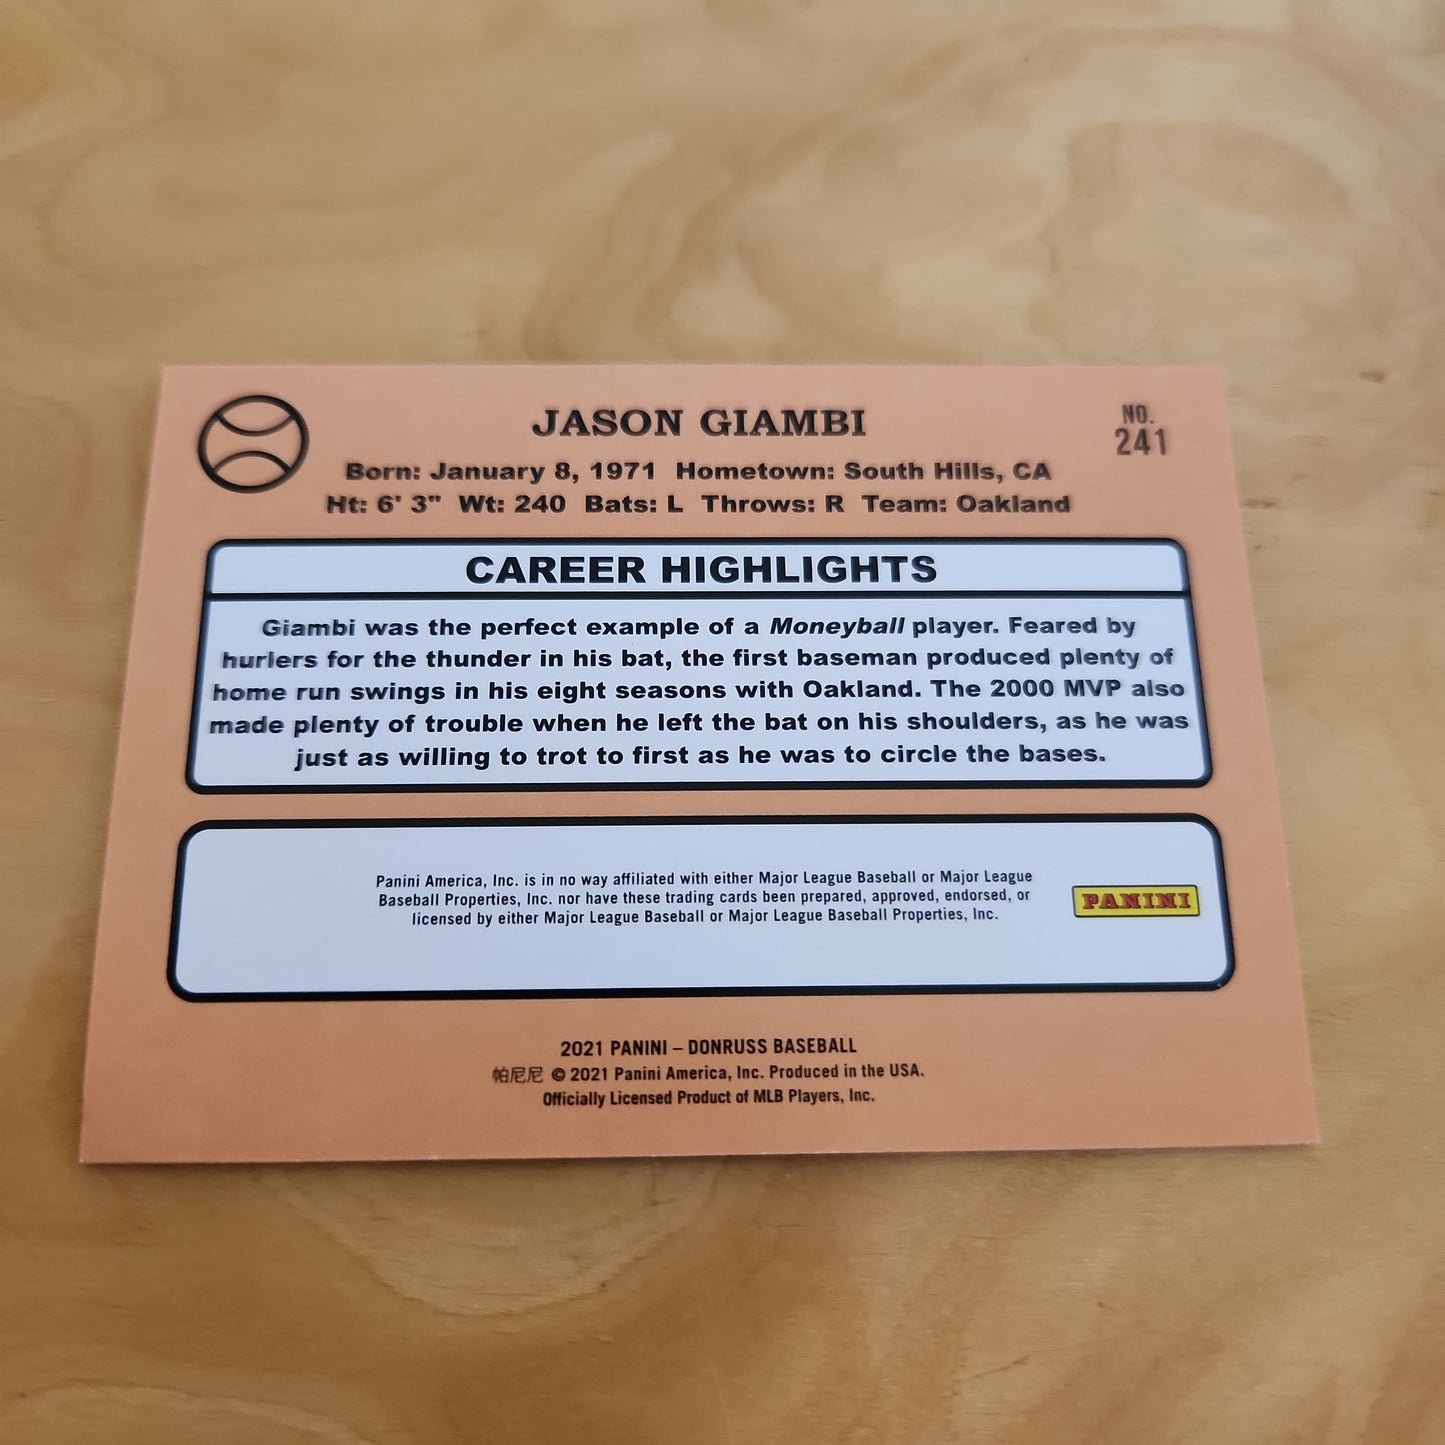 JASON GIAMBI
NO.
241
Born: January 8, 1971 Hometown: South Hills, CA
Ht: 6' 3" Wt: 240 Bats: L Throws: R Team: Oakland
CAREER HIGHLIGHTS
Giambi was the perfect example of a Moneyball player. Feared by
hurlers for the thunder in his bat, the first baseman produced plenty of
home run swings in his eight seasons with Oakland. The 2000 MVP also
made plenty of trouble when he left the bat on his shoulders, as he was
just as willing to trot to first as he was to circle the bases.
Panini America, Inc. is in no way affiliated with either Major League Baseball or Major League
Baseball Properties, Inc. nor have these trading cards been prepared, approved, endorsed, or
licensed by either Major League Baseball or Major League Baseball Properties, Inc.
PANINI
2021 PANINI – DONRUSS BASEBALL
帕尼尼 © 2021 Panini America, Inc. Produced in the USA.
Officially Licensed Product of MLB Players, Inc.